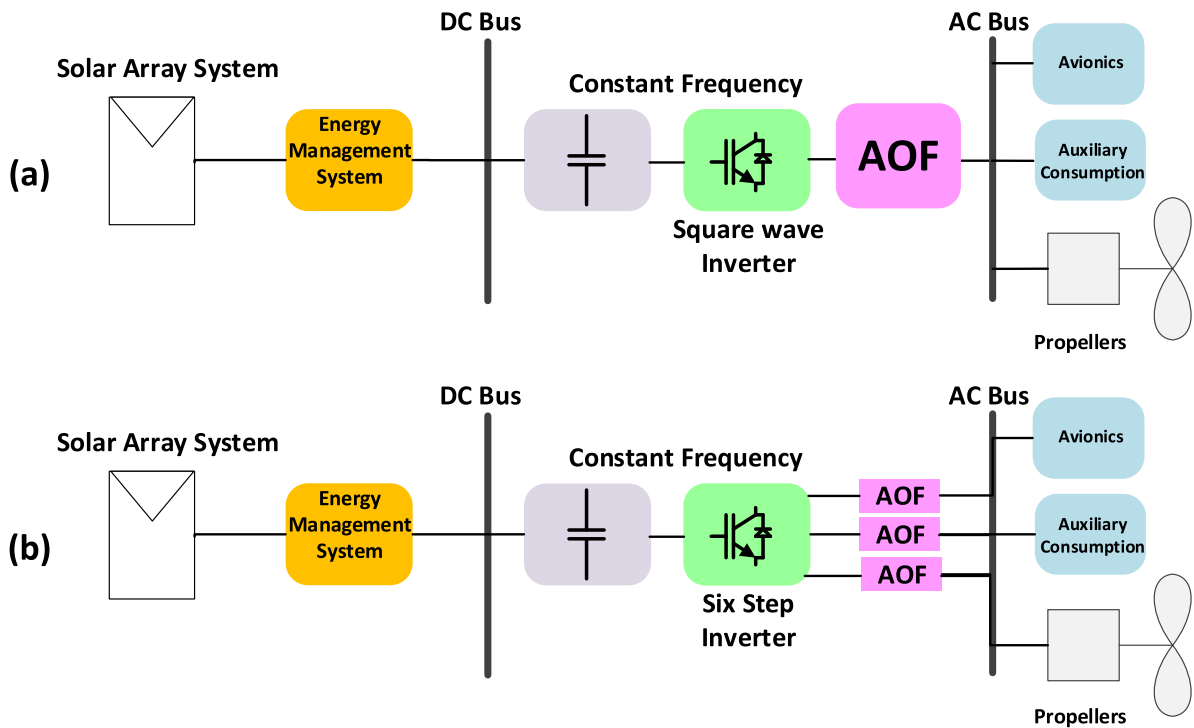 DC Bus
AC Bus
Solar Array System
Constant Frequency
Energy
Management
System
AOF
Avionics
Auxiliary
Consumption
(a)
Square wave
Inverter
Propellers
DC Bus
AC Bus
Solar Array System
Constant Frequency
Energy
Management
System
AOF
AOF
AOF
Avionics
Auxiliary
Consumption
(b)
Six Step
Inverter
Propellers